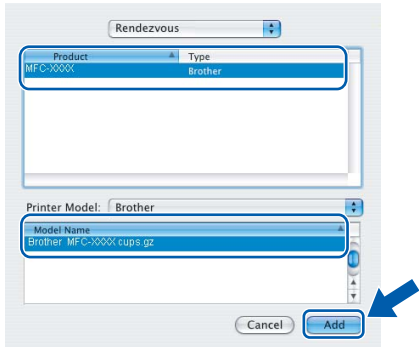 Rendezvous
Product Type
MFC-XXXX Brother
Printer Model: Brother
Model Name
Brother MFC-XXXX cups.gz
Cancel Add